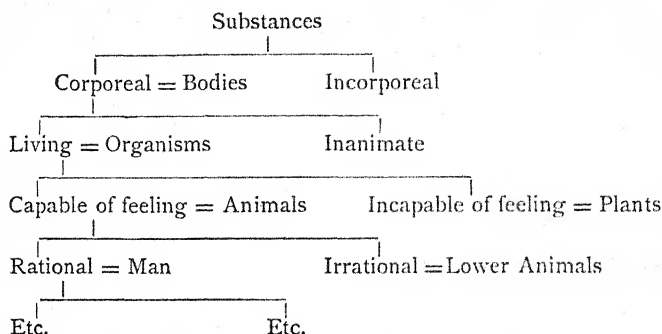 Substances
Corporeal = Bodies Incorporeal
Living = Organisms Inanimate
Capable of feeling = Animals Incapable of feeling = Plants
Rational = Man Irrational = Lower Animals
Etc. Etc.